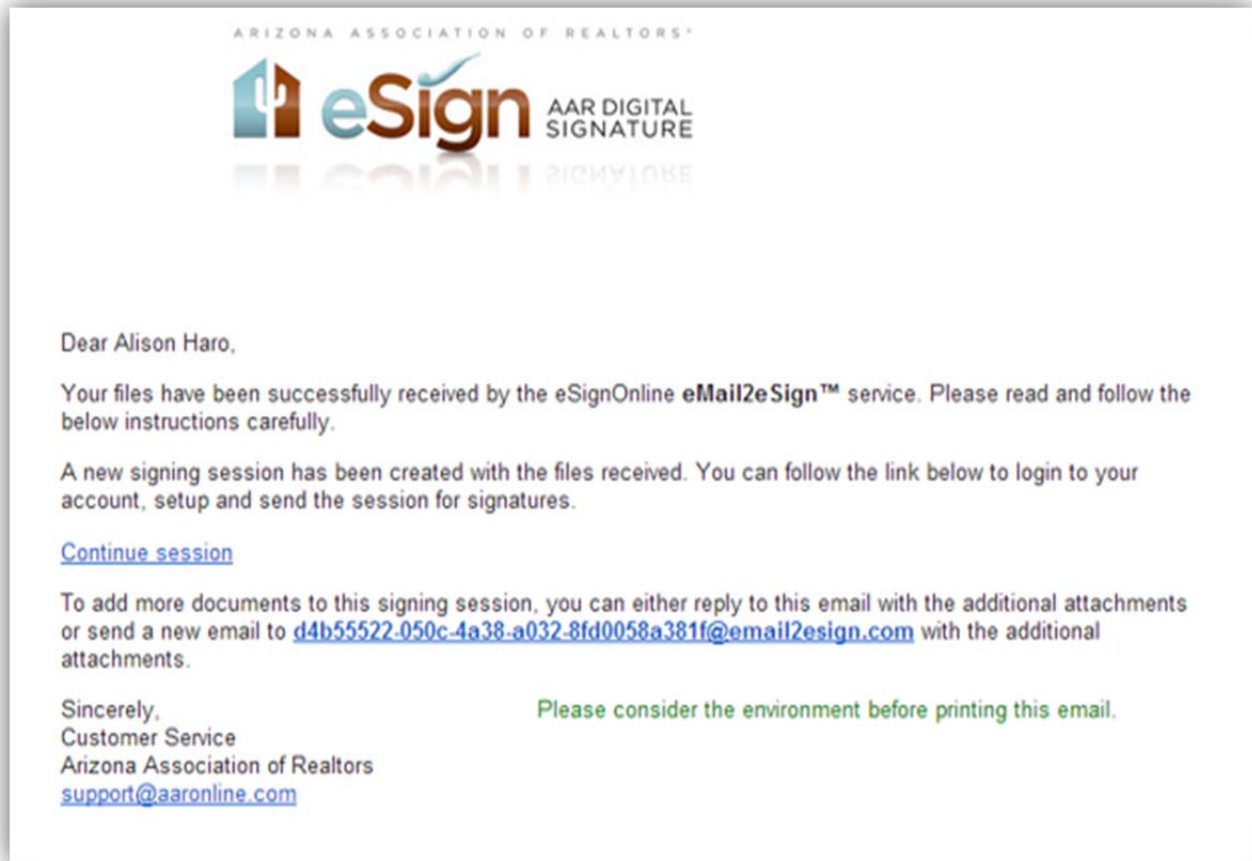 ARIZONA ASSOCIATION OF REALTORS®
eSign AAR DIGITAL
SIGNATURE
Dear Alison Haro,
Your files have been successfully received by the eSignOnline eMail2eSign™ service. Please read and follow the
below instructions carefully.
A new signing session has been created with the files received. You can follow the link below to login to your
account, setup and send the session for signatures.
Continue session
To add more documents to this signing session, you can either reply to this email with the additional attachments
or send a new email to d4b55522-050c-4a38-a032-8fd0058a381f@email2esign.com with the additional
attachments.
Sincerely,
Please consider the environment before printing this email.
Customer Service
Arizona Association of Realtors
support@aaronline.com